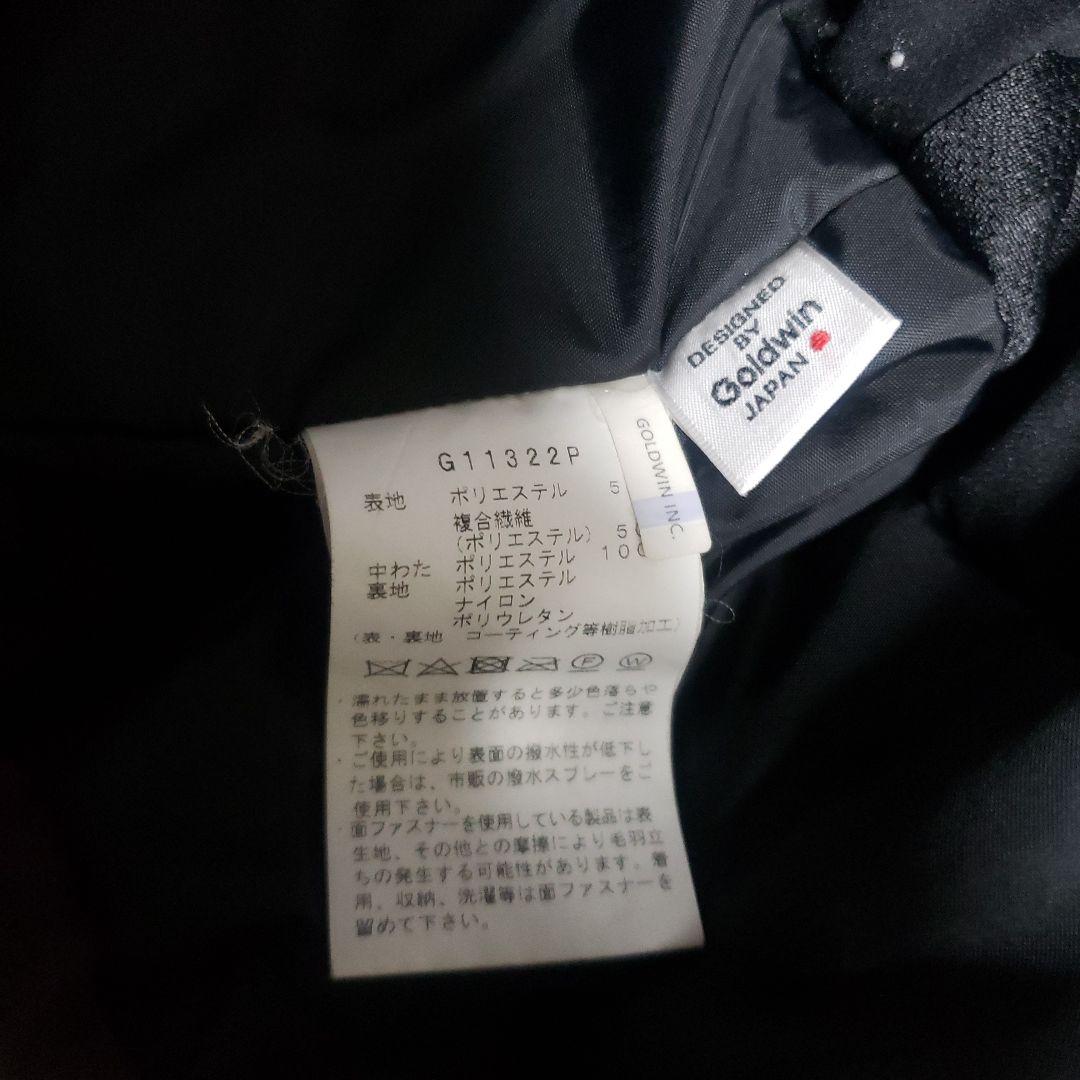 DESIGNED
BY
Goldwin
JAPAN
GOLDWIN INC.
G11322P
表地 ポリエステル 5
複合繊維
(ポリエステル) 50
中わた ポリエステル 100
裏地 ポリエステル
ナイロン
ポリウレタン
(表・裏地 コーティング等樹脂加工)
F W
・濡れたまま放置すると多少色落ちや
色移りすることがあります。ご注意
下さい。
・ご使用により表面の撥水性が低下し
た場合は、市販の撥水スプレーをご
使用下さい。
・面ファスナーを使用している製品は表
生地、その他との摩擦により毛羽立
ちの発生する可能性があります。着
用、収納、洗濯等は面ファスナーを
留めて下さい。